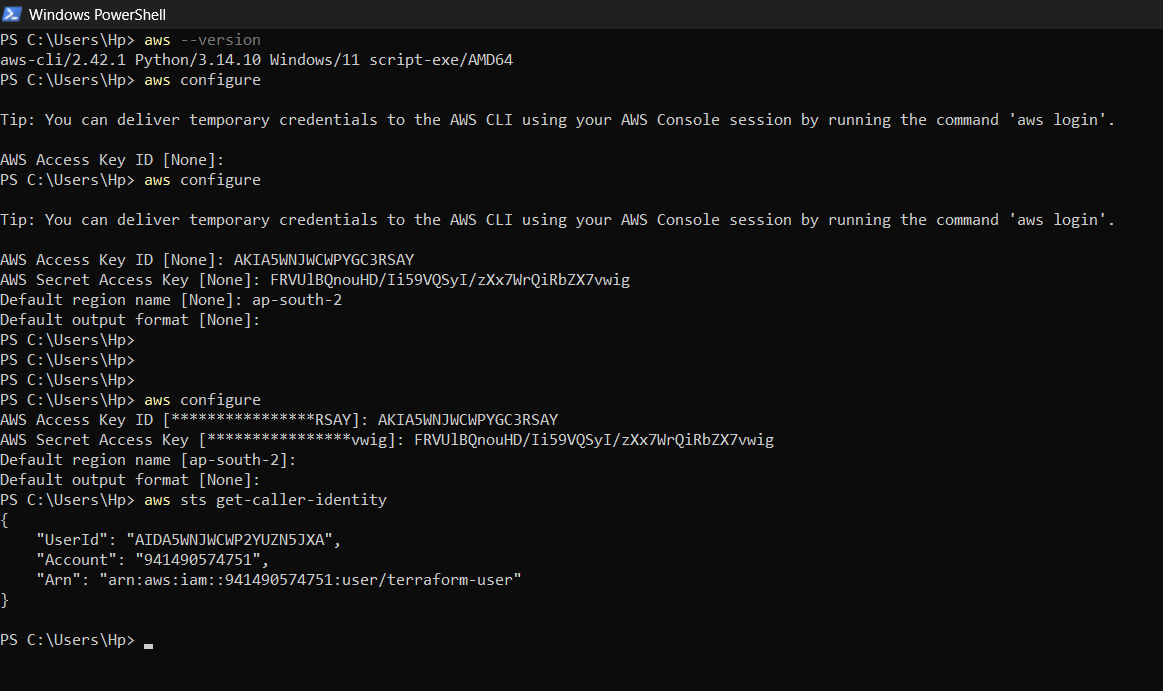 Windows PowerShell
PS C:\Users\Hp> aws --version
aws-cli/2.42.1 Python/3.14.10 Windows/11 script-exe/AMD64
PS C:\Users\Hp> aws configure
Tip: You can deliver temporary credentials to the AWS CLI using your AWS Console session by running the command 'aws login'.
AWS Access Key ID [None]:
PS C:\Users\Hp> aws configure
Tip: You can deliver temporary credentials to the AWS CLI using your AWS Console session by running the command 'aws login'.
AWS Access Key ID [None]: AKIA5WNJWCWPYGC3RSAY
AWS Secret Access Key [None]: FRVUlBQnouHD/Ii59VQSyI/zXx7WrQiRbZX7vwig
Default region name [None]: ap-south-2
Default output format [None]:
PS C:\Users\Hp>
PS C:\Users\Hp>
PS C:\Users\Hp>
PS C:\Users\Hp> aws configure
AWS Access Key ID [****************RSAY]: AKIA5WNJWCWPYGC3RSAY
AWS Secret Access Key [****************vwig]: 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
Default region name [ap-south-2]:
Default output format [None]:
PS C:\Users\Hp> aws sts get-caller-identity
{
    "UserId": "AIDA5WNJWCWP2YUZN5JXA",
    "Account": "941490574751",
    "Arn": "arn:aws:iam::941490574751:user/terraform-user"
}
PS C:\Users\Hp>